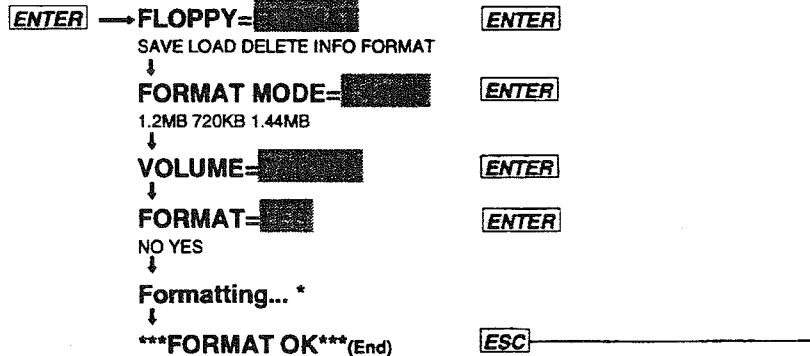 ENTER FLOPPY= ENTER
SAVE LOAD DELETE INFO FORMAT
FORMAT MODE= ENTER
1.2MB 720KB 1.44MB
VOLUME= ENTER
FORMAT= ENTER
NO YES
Formatting... *
***FORMAT OK***(End) ESC